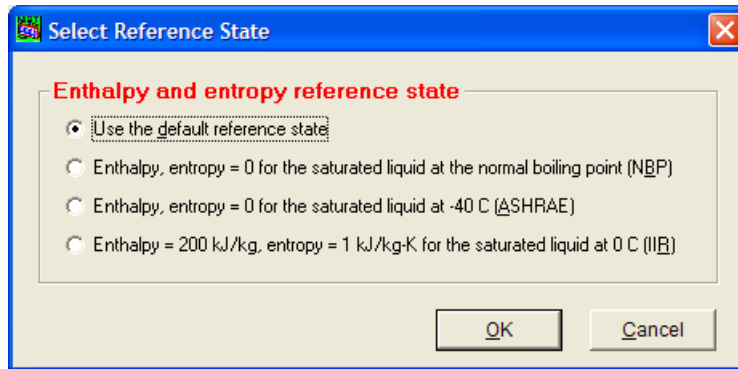 Select Reference State
Enthalpy and entropy reference state
Use the default reference state
Enthalpy, entropy = 0 for the saturated liquid at the normal boiling point (NBP)
Enthalpy, entropy = 0 for the saturated liquid at -40 C (ASHRAE)
Enthalpy = 200 kJ/kg, entropy = 1 kJ/kg-K for the saturated liquid at 0 C (IIR)
OK Cancel